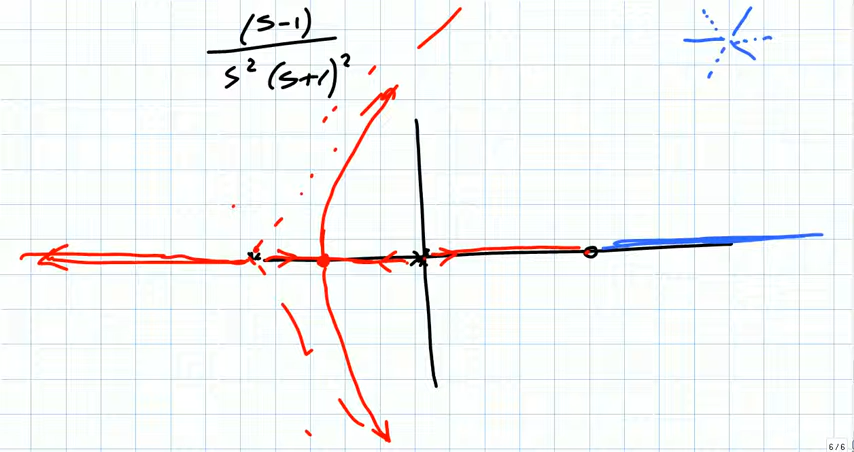 (s-1)
s² (s+1)²
6/6